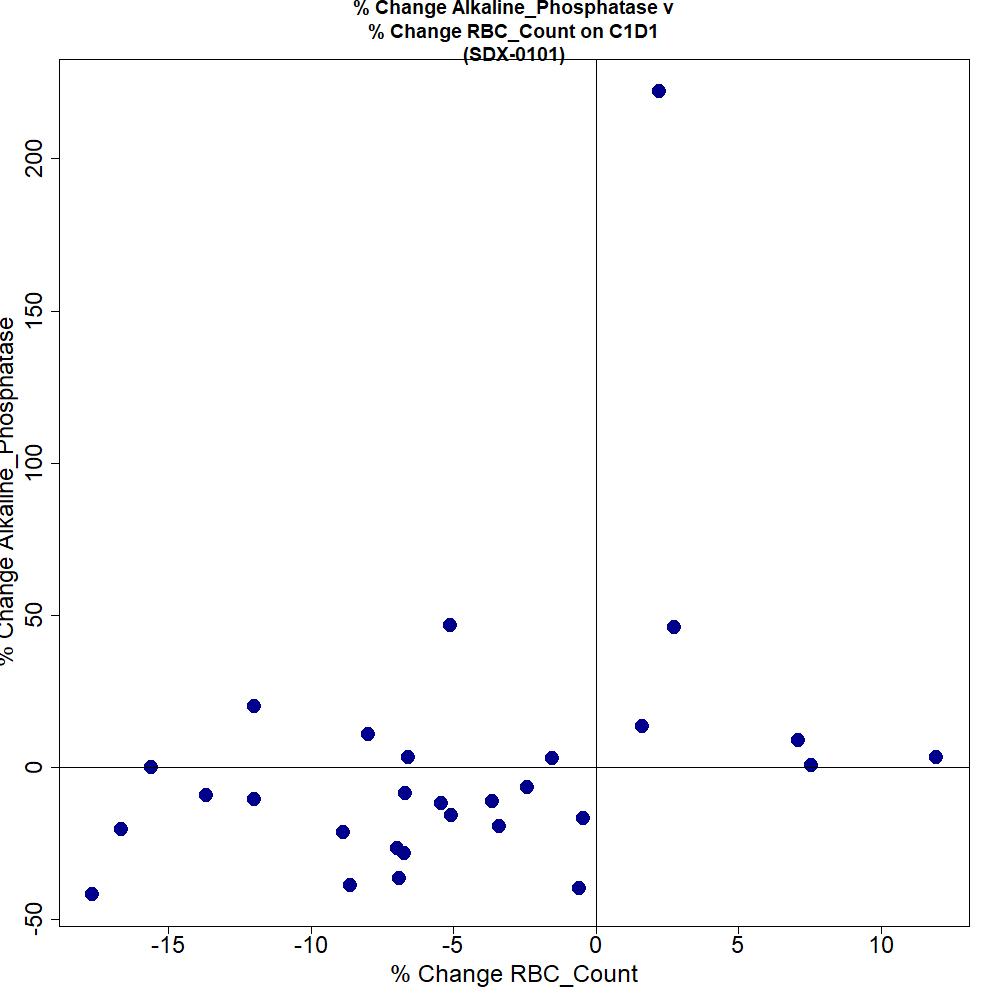 % Change Alkaline_Phosphatase v
% Change RBC_Count on C1D1
(SDX-0101)
% Change Alkaline_Phosphatase
200
150
100
50
0
-50
-15
-10
-5
0
5
10
% Change RBC_Count